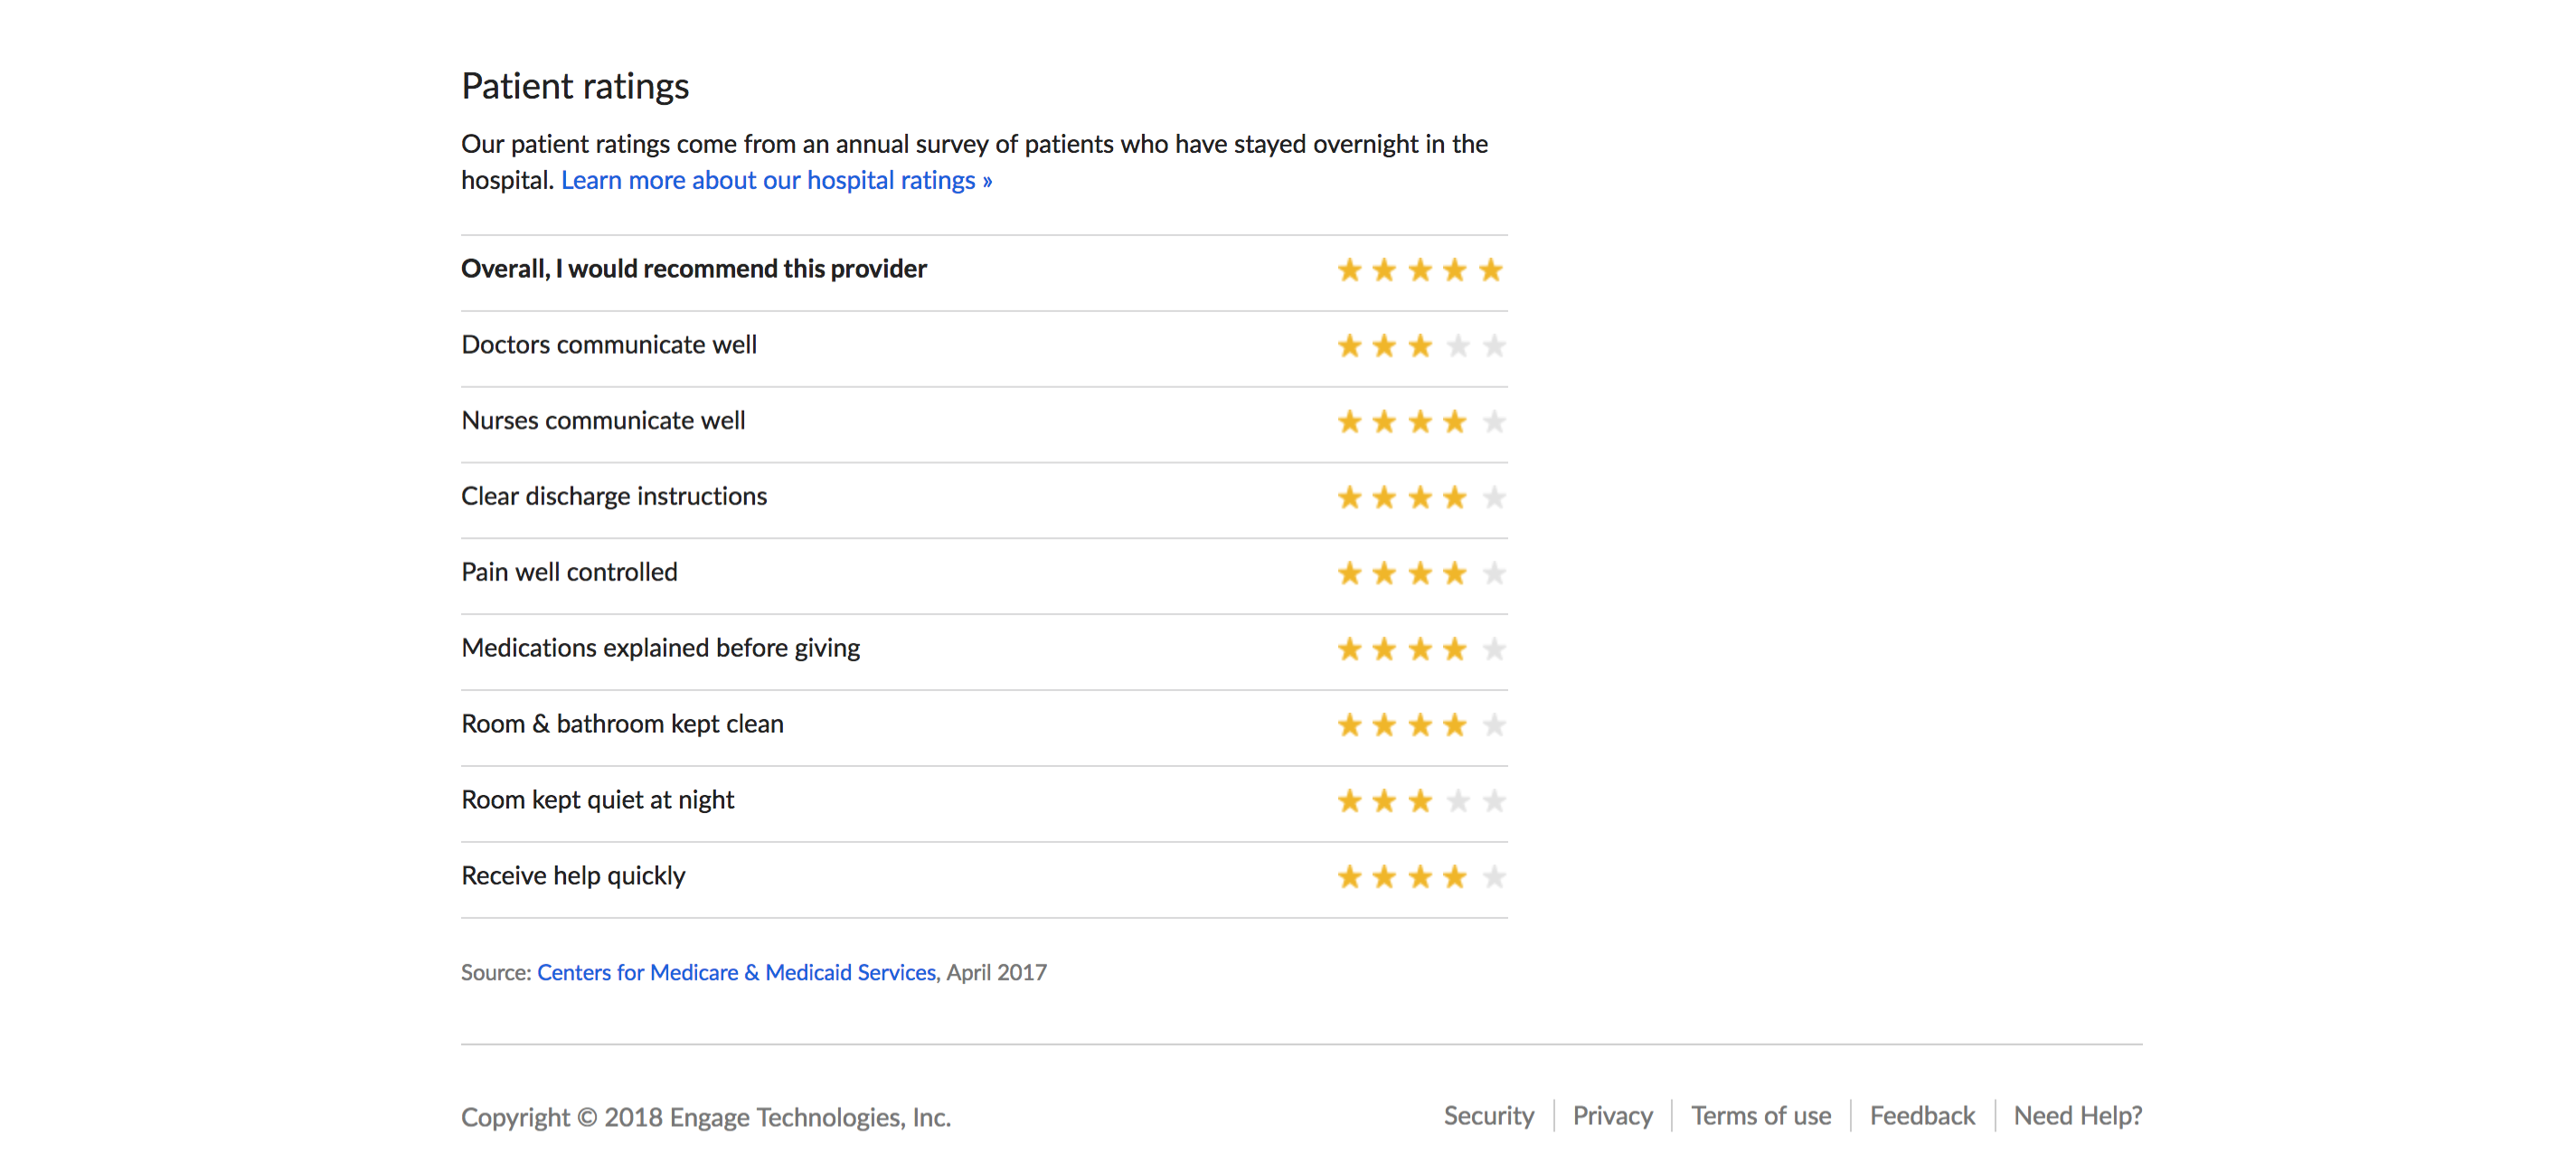 Patient ratings
Our patient ratings come from an annual survey of patients who have stayed overnight in the
hospital. Learn more about our hospital ratings »
Overall, I would recommend this provider
Doctors communicate well
Nurses communicate well
Clear discharge instructions
Pain well controlled
Medications explained before giving
Room & bathroom kept clean
Room kept quiet at night
Receive help quickly
Source: Centers for Medicare & Medicaid Services, April 2017
Copyright © 2018 Engage Technologies, Inc.
Security | Privacy | Terms of use | Feedback | Need Help?